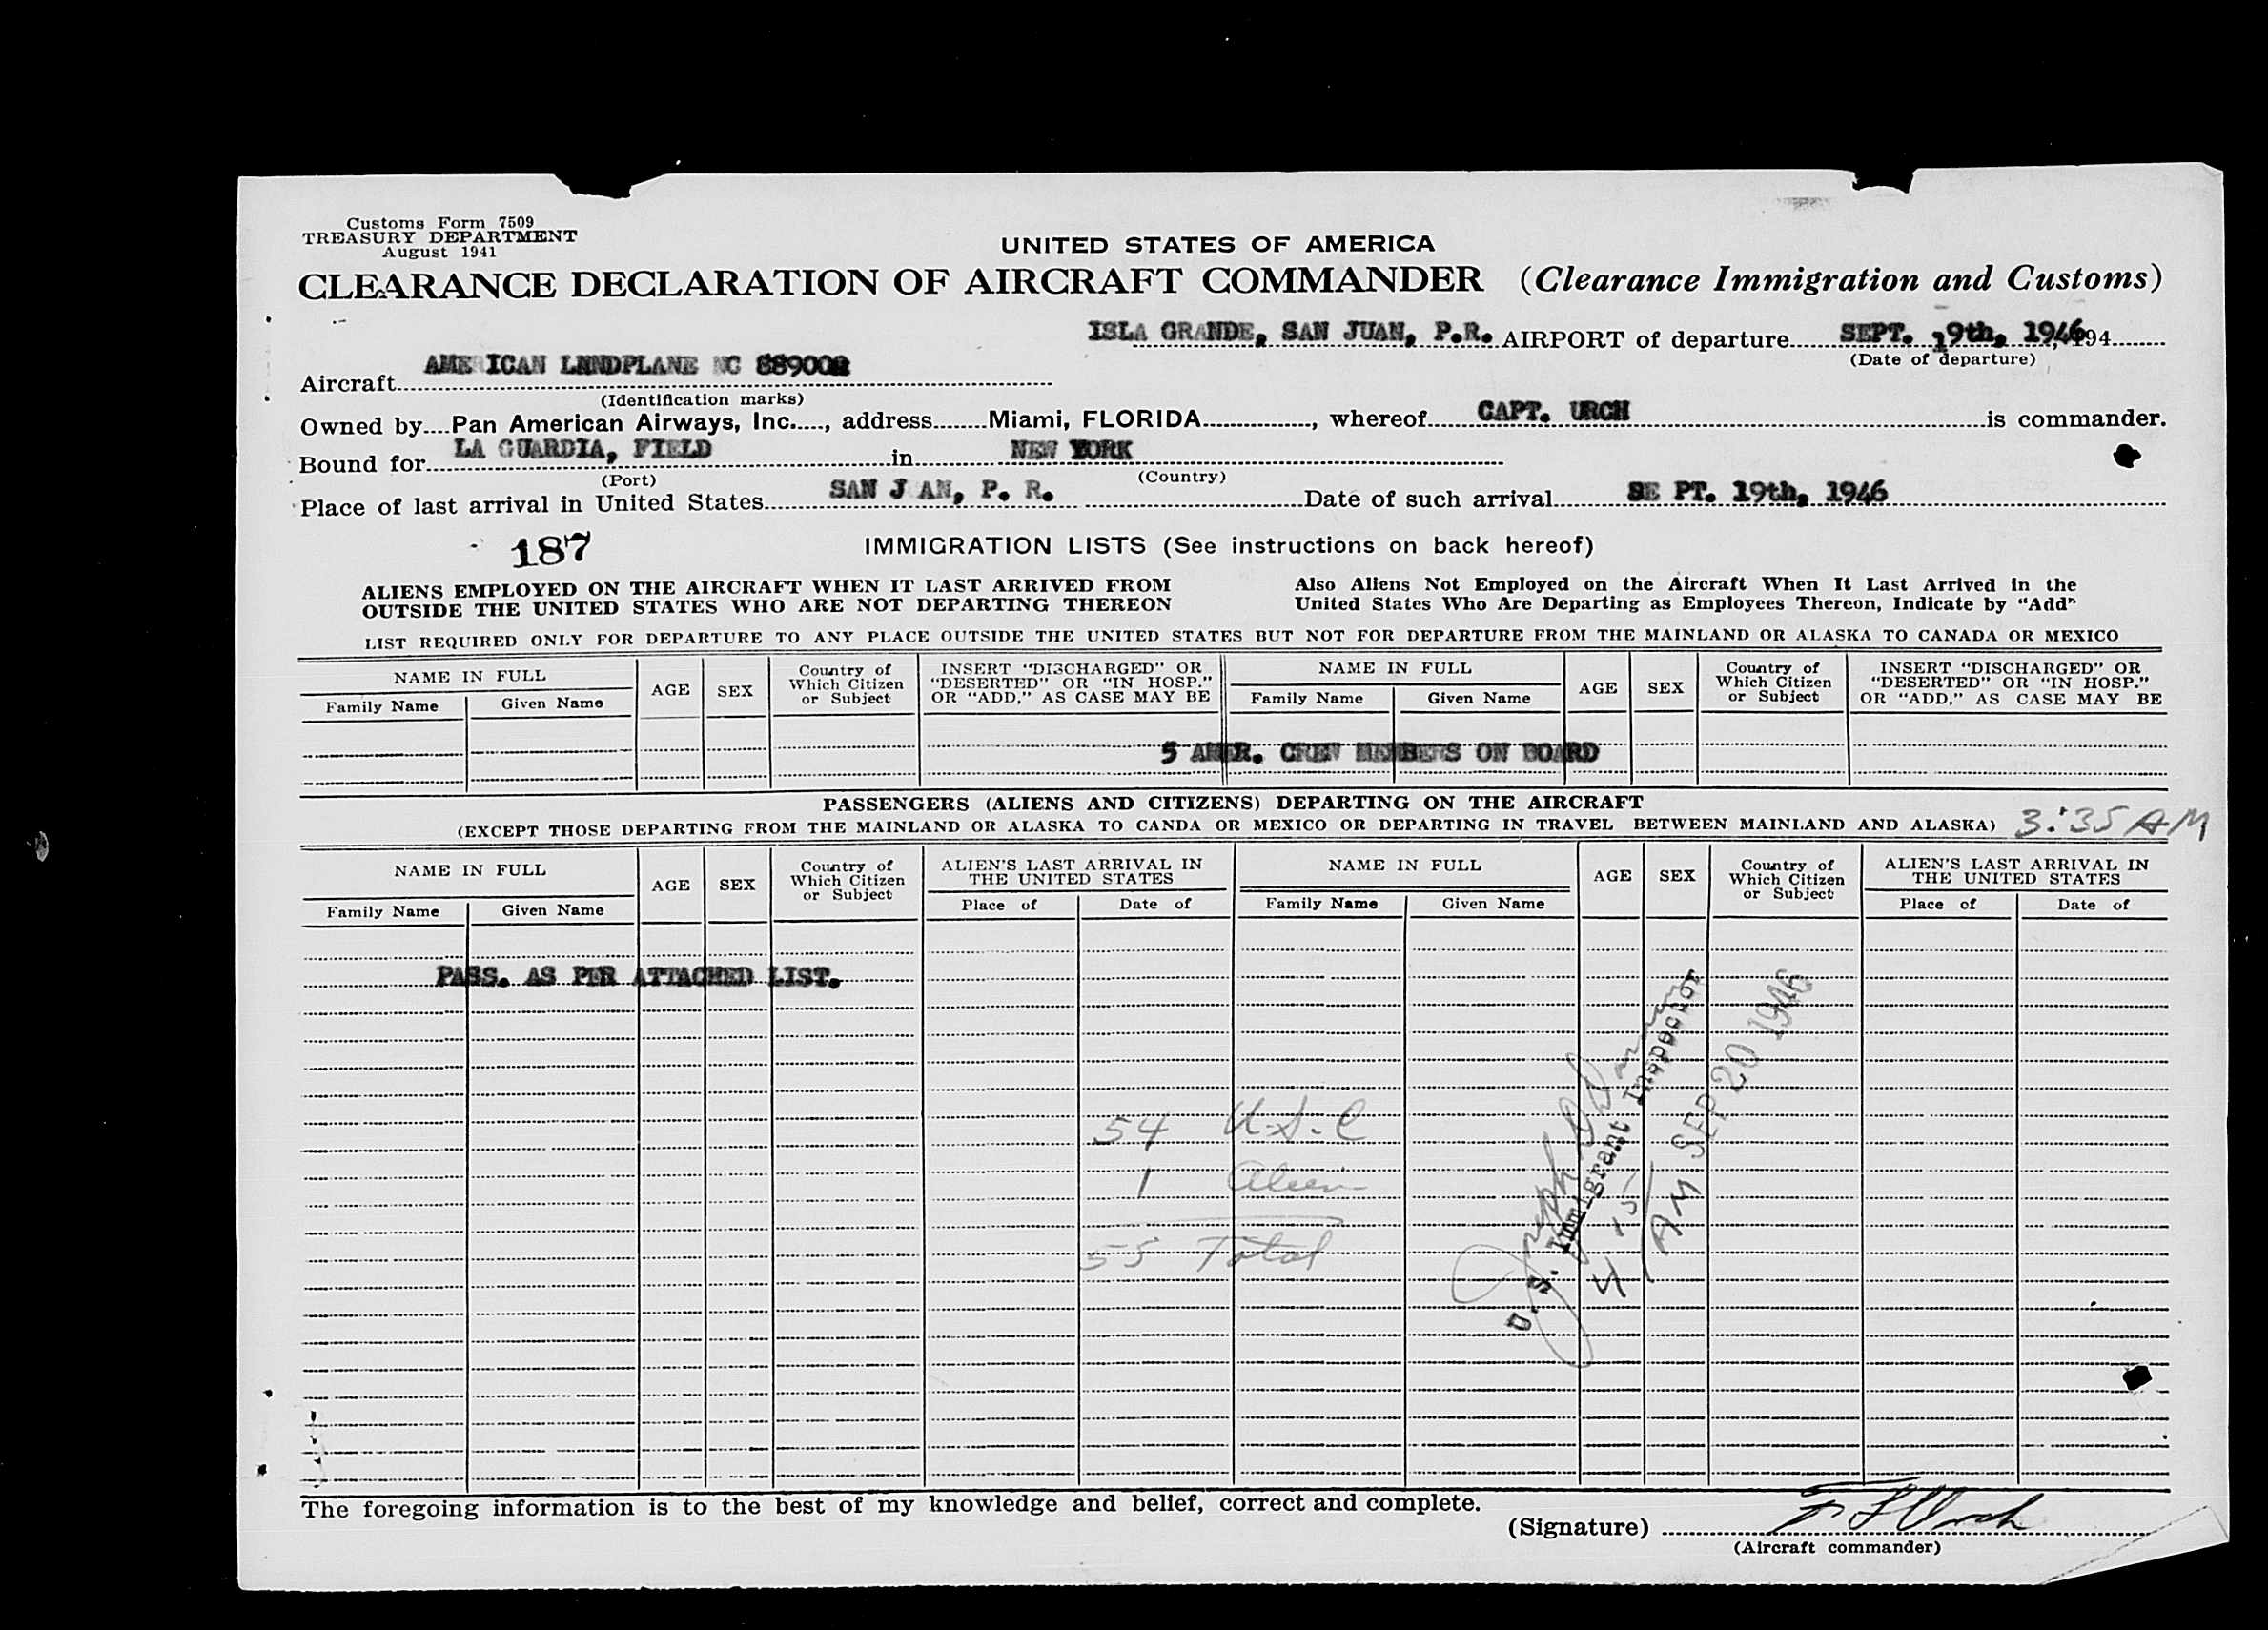 Customs Form 7509
TREASURY DEPARTMENT
August 1941
UNITED STATES OF AMERICA
CLEARANCE DECLARATION OF AIRCRAFT COMMANDER (Clearance Immigration and Customs)
ISLA GRANDE, SAN JUAN, P.R. AIRPORT of departure SEPT. 19th, 1946, 194
(Date of departure)
Aircraft AMERICAN LANDPLANE NC
(Identification marks)
Owned by Pan American Airways, Inc., address Miami, FLORIDA, whereof CAPT. URCH is commander.
Bound for LA GUARDIA, FIELD in NEW YORK
(Port) (Country)
Place of last arrival in United States SAN J AN, P. R. Date of such arrival SE PT. 19th, 1946
187 IMMIGRATION LISTS (See instructions on back hereof)
ALIENS EMPLOYED ON THE AIRCRAFT WHEN IT LAST ARRIVED FROM
OUTSIDE THE UNITED STATES WHO ARE NOT DEPARTING THEREON
Also Aliens Not Employed on the Aircraft When It Last Arrived in the
United States Who Are Departing as Employees Thereon, Indicate by "Add"
LIST REQUIRED ONLY FOR DEPARTURE TO ANY PLACE OUTSIDE THE UNITED STATES BUT NOT FOR DEPARTURE FROM THE MAINLAND OR ALASKA TO CANADA OR MEXICO
NAME IN FULL
Family Name Given Name
AGE
SEX
Country of
Which Citizen
or Subject
INSERT "DISCHARGED" OR
"DESERTED" OR "IN HOSP."
OR "ADD," AS CASE MAY BE
NAME IN FULL
Family Name Given Name
AGE
SEX
Country of
Which Citizen
or Subject
INSERT "DISCHARGED" OR
"DESERTED" OR "IN HOSP."
OR "ADD," AS CASE MAY BE
5 AMER. CREW MEMBERS ON BOARD
PASSENGERS (ALIENS AND CITIZENS) DEPARTING ON THE AIRCRAFT
(EXCEPT THOSE DEPARTING FROM THE MAINLAND OR ALASKA TO CANDA OR MEXICO OR DEPARTING IN TRAVEL BETWEEN MAINLAND AND ALASKA) 3:35 AM
NAME IN FULL
Family Name Given Name
AGE
SEX
Country of
Which Citizen
or Subject
ALIEN'S LAST ARRIVAL IN
THE UNITED STATES
Place of Date of
NAME IN FULL
Family Name Given Name
AGE
SEX
Country of
Which Citizen
or Subject
ALIEN'S LAST ARRIVAL IN
THE UNITED STATES
Place of Date of
PASS. AS PER ATTACHED LIST.
54 U.S.C
1 Alien
55 Total
Joseph
U. S. Immigrant Inspector
4 15 AM SEP 20 1946
The foregoing information is to the best of my knowledge and belief, correct and complete.
(Signature) Urch
(Aircraft commander)